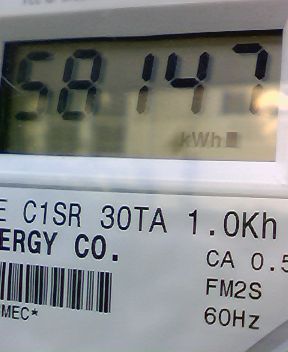 58147
kWh
E C1SR 30TA 1.0Kh
ERGY CO.
CA 0.5
FM2S
MEC*
60Hz